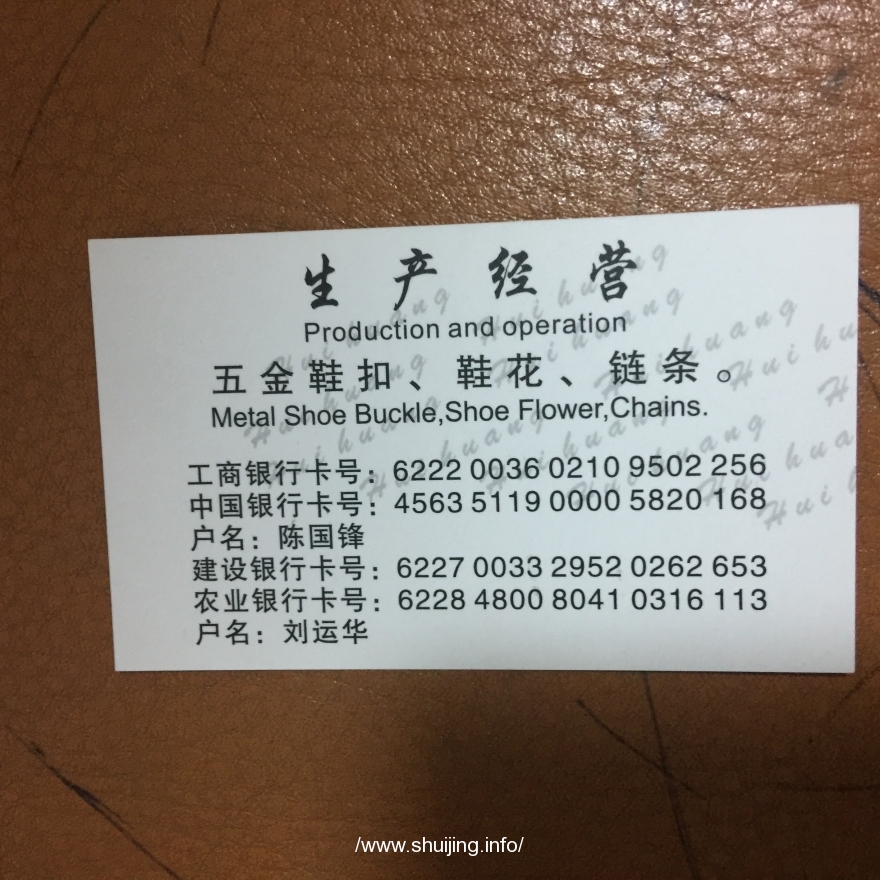 生产经营
Production and operation
五金鞋扣、鞋花、链条。
Metal Shoe Buckle,Shoe Flower,Chains.
工商银行卡号：6222 0036 0210 9502 256
中国银行卡号：4563 5119 0000 5820 168
户名：陈国锋
建设银行卡号：6227 0033 2952 0262 653
农业银行卡号：6228 4800 8041 0316 113
户名：刘运华
Hui huang
/www.shuijing.info/